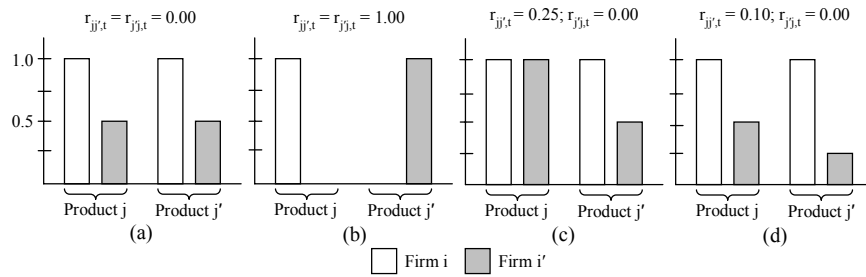 r_jj′,t = r_j′j,t = 0.00
r_jj′,t = r_j′j,t = 1.00
r_jj′,t = 0.25; r_j′j,t = 0.00
r_jj′,t = 0.10; r_j′j,t = 0.00
1.0
0.5
Product j Product j′
Product j Product j′
Product j Product j′
Product j Product j′
(a)
(b)
(c)
(d)
Firm i Firm i′